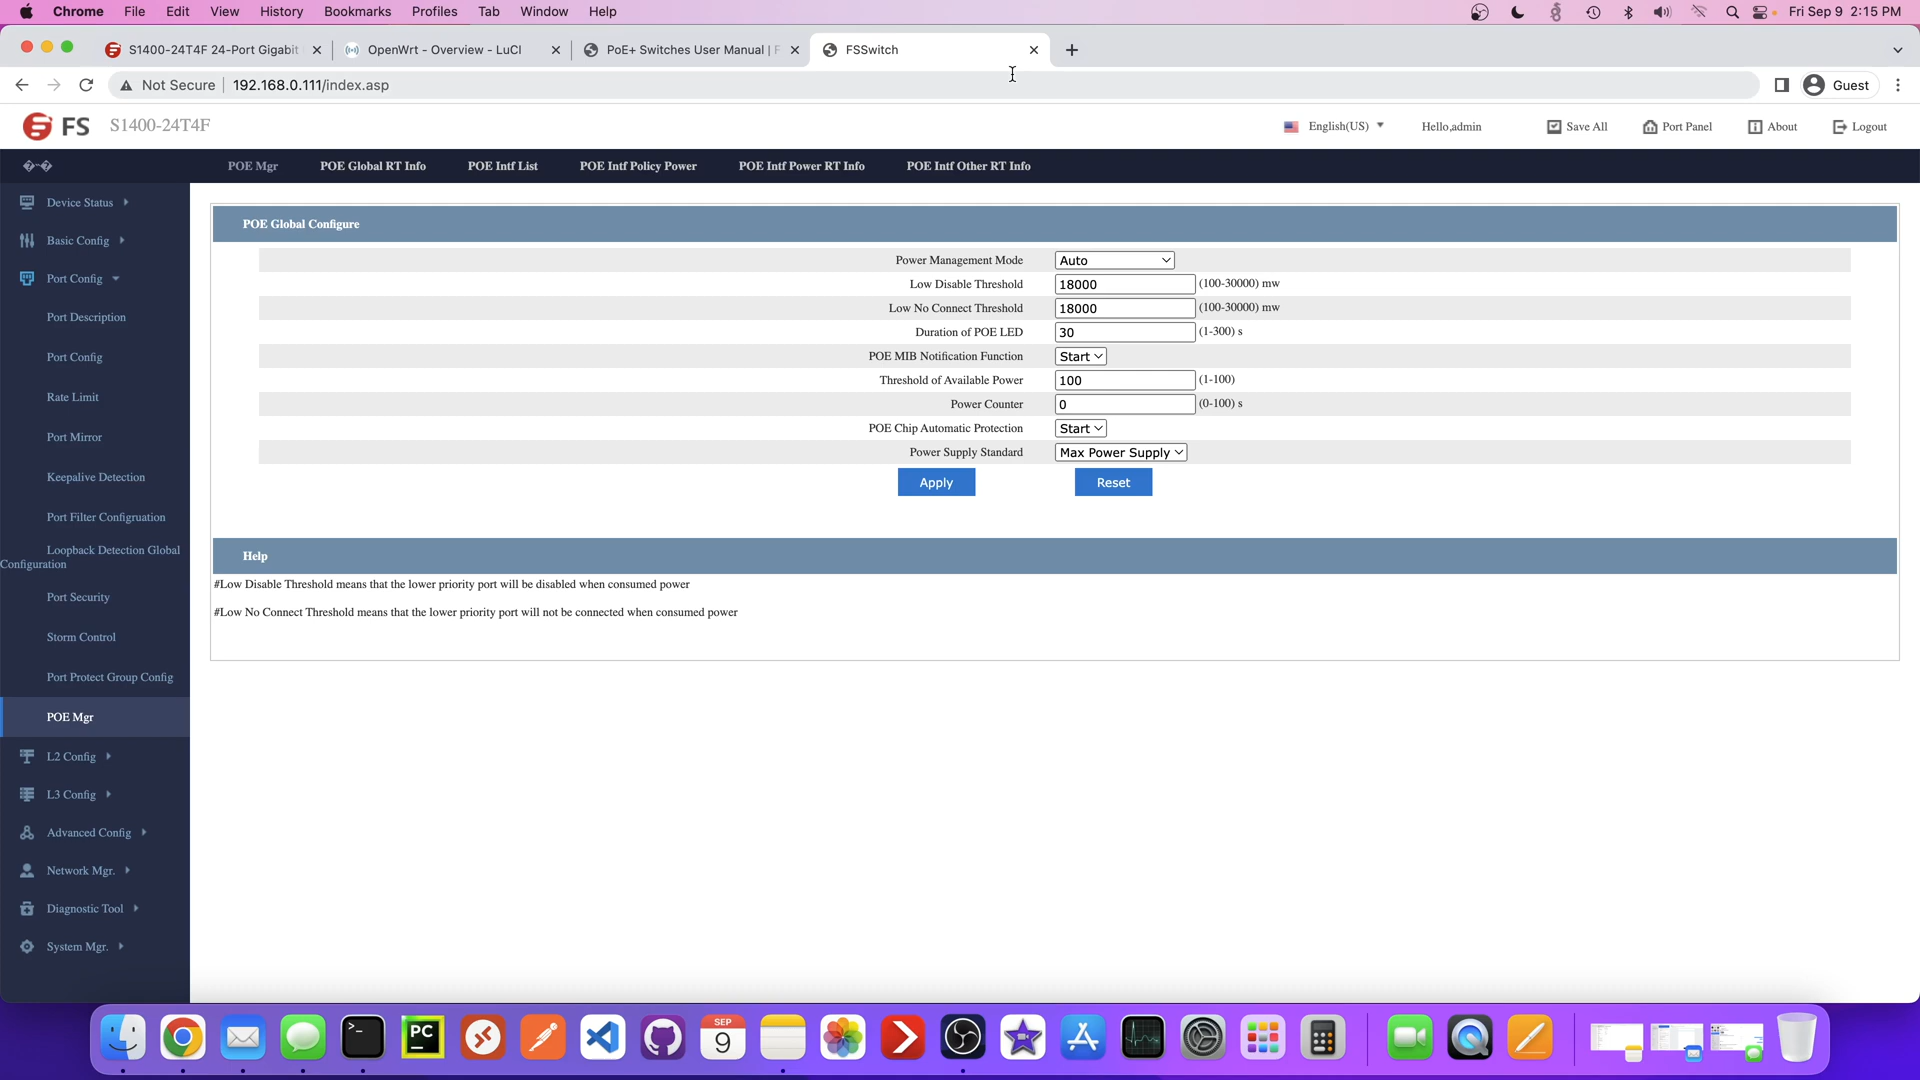 Chrome File Edit View History Bookmarks Profiles Tab Window Help Fri Sep 9 2:15 PM
S1400-24T4F 24-Port Gigabit OpenWrt - Overview - LuCI PoE+ Switches User Manual | F FSSwitch
Not Secure 192.168.0.111/index.asp Guest
FS S1400-24T4F English(US) Hello,admin Save All Port Panel About Logout
POE Mgr POE Global RT Info POE Intf List POE Intf Policy Power POE Intf Power RT Info POE Intf Other RT Info
Device Status
Basic Config
Port Config
Port Description
Port Config
Rate Limit
Port Mirror
Keepalive Detection
Port Filter Configruation
Loopback Detection Global
Configuration
Port Security
Storm Control
Port Protect Group Config
POE Mgr
L2 Config
L3 Config
Advanced Config
Network Mgr.
Diagnostic Tool
System Mgr.
POE Global Configure
Power Management Mode Auto
Low Disable Threshold 18000 (100-30000) mw
Low No Connect Threshold 18000 (100-30000) mw
Duration of POE LED 30 (1-300) s
POE MIB Notification Function Start
Threshold of Available Power 100 (1-100)
Power Counter 0 (0-100) s
POE Chip Automatic Protection Start
Power Supply Standard Max Power Supply
Apply Reset
Help
#Low Disable Threshold means that the lower priority port will be disabled when consumed power
#Low No Connect Threshold means that the lower priority port will not be connected when consumed power
PC SEP
9